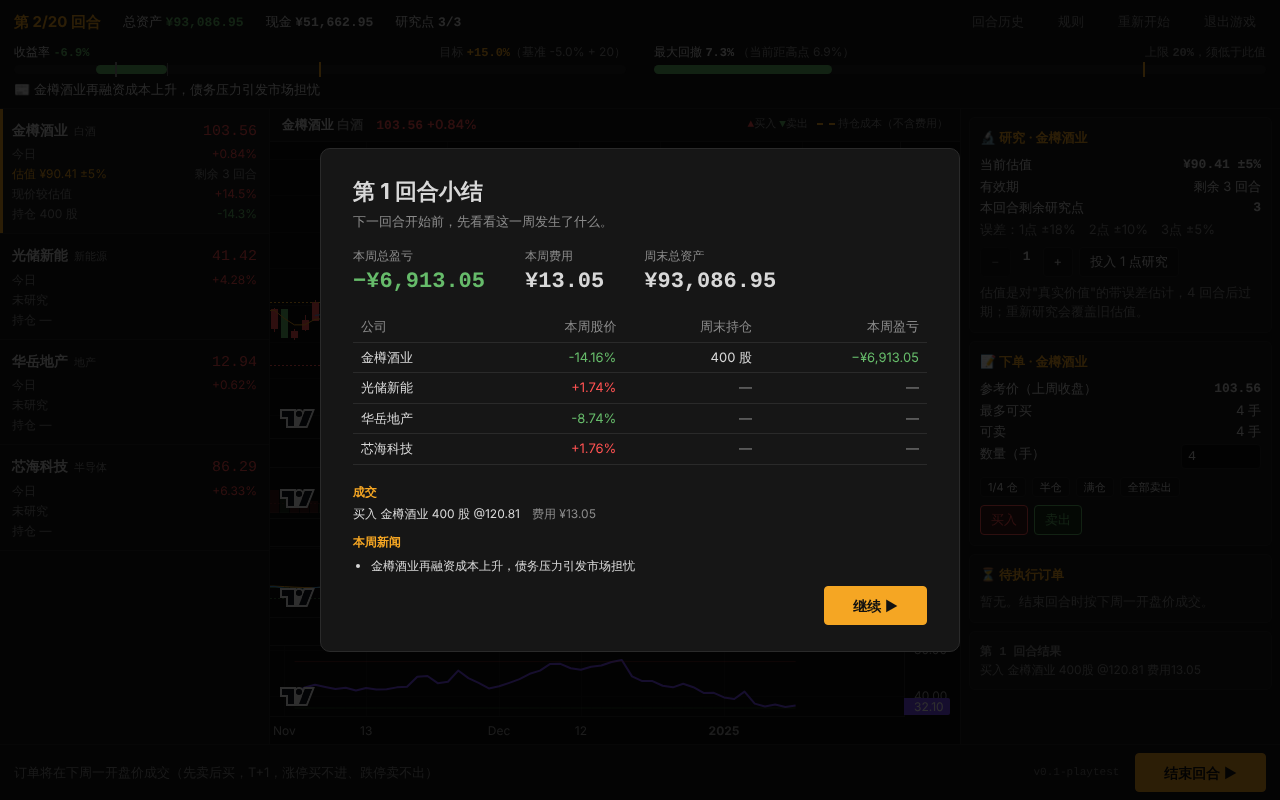 第 2/20 回合 总资产 ¥93,086.95 现金 ¥51,662.95 研究点 3/3 回合历史 规则 重新开始 退出游戏
收益率 -6.9% 目标 +15.0%（基准 -5.0% + 20） 最大回撤 7.3% （当前距高点 6.9%） 上限 20%，须低于此值
金樽酒业再融资成本上升，债务压力引发市场担忧
金樽酒业 白酒 103.56
今日 +0.84%
估值 ¥90.41 ±5% 剩余 3 回合
现价较估值 +14.5%
持仓 400 股 -14.3%
光储新能 新能源 41.42
今日 +4.28%
未研究
持仓 —
华岳地产 地产 12.94
今日 +0.62%
未研究
持仓 —
芯海科技 半导体 86.29
今日 +6.33%
未研究
持仓 —
金樽酒业 白酒 103.56 +0.84% ▲买入 ▼卖出 持仓成本（不含费用）
第 1 回合小结
下一回合开始前，先看看这一周发生了什么。
本周总盈亏 本周费用 周末总资产
−¥6,913.05 ¥13.05 ¥93,086.95
公司 本周股价 周末持仓 本周盈亏
金樽酒业 -14.16% 400 股 −¥6,913.05
光储新能 +1.74% — —
华岳地产 -8.74% — —
芯海科技 +1.76% — —
成交
买入 金樽酒业 400 股 @120.81 费用 ¥13.05
本周新闻
• 金樽酒业再融资成本上升，债务压力引发市场担忧
继续 ▶
40.00
32.10
Nov 13 Dec 12 2025
研究 · 金樽酒业
当前估值 ¥90.41 ±5%
有效期 剩余 3 回合
本回合剩余研究点 3
误差：1点 ±18% 2点 ±10% 3点 ±5%
− 1 + 投入 1 点研究
估值是对"真实价值"的带误差估计，4 回合后过
期；重新研究会覆盖旧估值。
下单 · 金樽酒业
参考价（上周收盘） 103.56
最多可买 4 手
可卖 4 手
数量（手） 4
1/4 仓 半仓 满仓 全部卖出
买入 卖出
待执行订单
暂无。结束回合时按下周一开盘价成交。
第 1 回合结果
买入 金樽酒业 400股 @120.81 费用13.05
订单将在下周一开盘价成交（先卖后买，T+1，涨停买不进、跌停卖不出） v0.1-playtest 结束回合 ▶